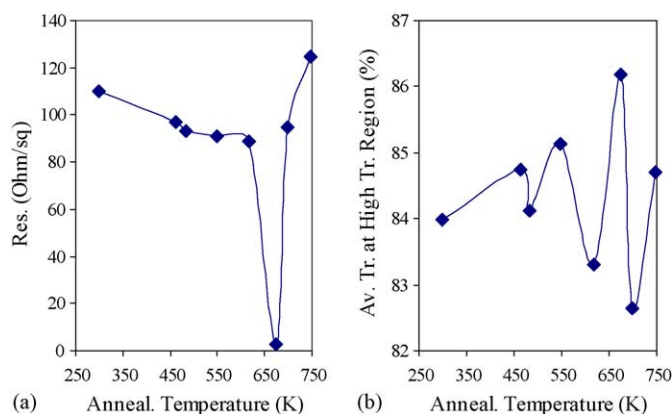 140
120
100
80
60
40
20
0
Res. (Ohm/sq)
250 350 450 550 650 750
(a) Anneal. Temperature (K)
87
86
85
84
83
82
Av. Tr. at High Tr. Region (%)
250 350 450 550 650 750
(b) Anneal. Temperature (K)